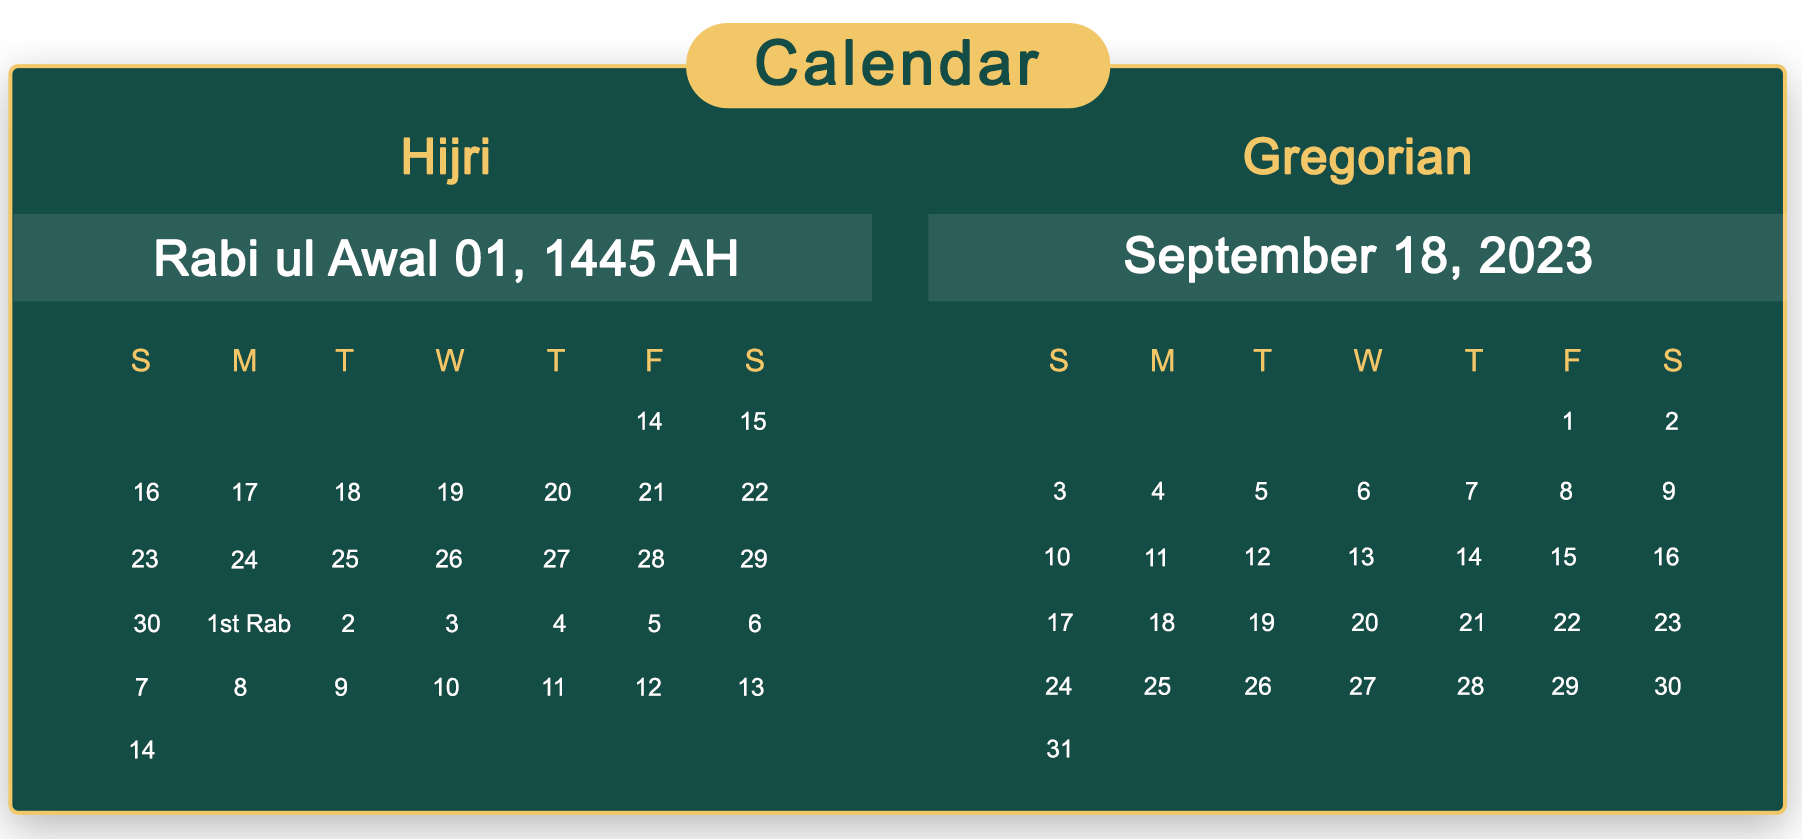 Calendar
Hijri
Rabi ul Awal 01, 1445 AH
S M T W T F S
14 15
16 17 18 19 20 21 22
23 24 25 26 27 28 29
30 1st Rab 2 3 4 5 6
7 8 9 10 11 12 13
14
Gregorian
September 18, 2023
S M T W T F S
1 2
3 4 5 6 7 8 9
10 11 12 13 14 15 16
17 18 19 20 21 22 23
24 25 26 27 28 29 30
31